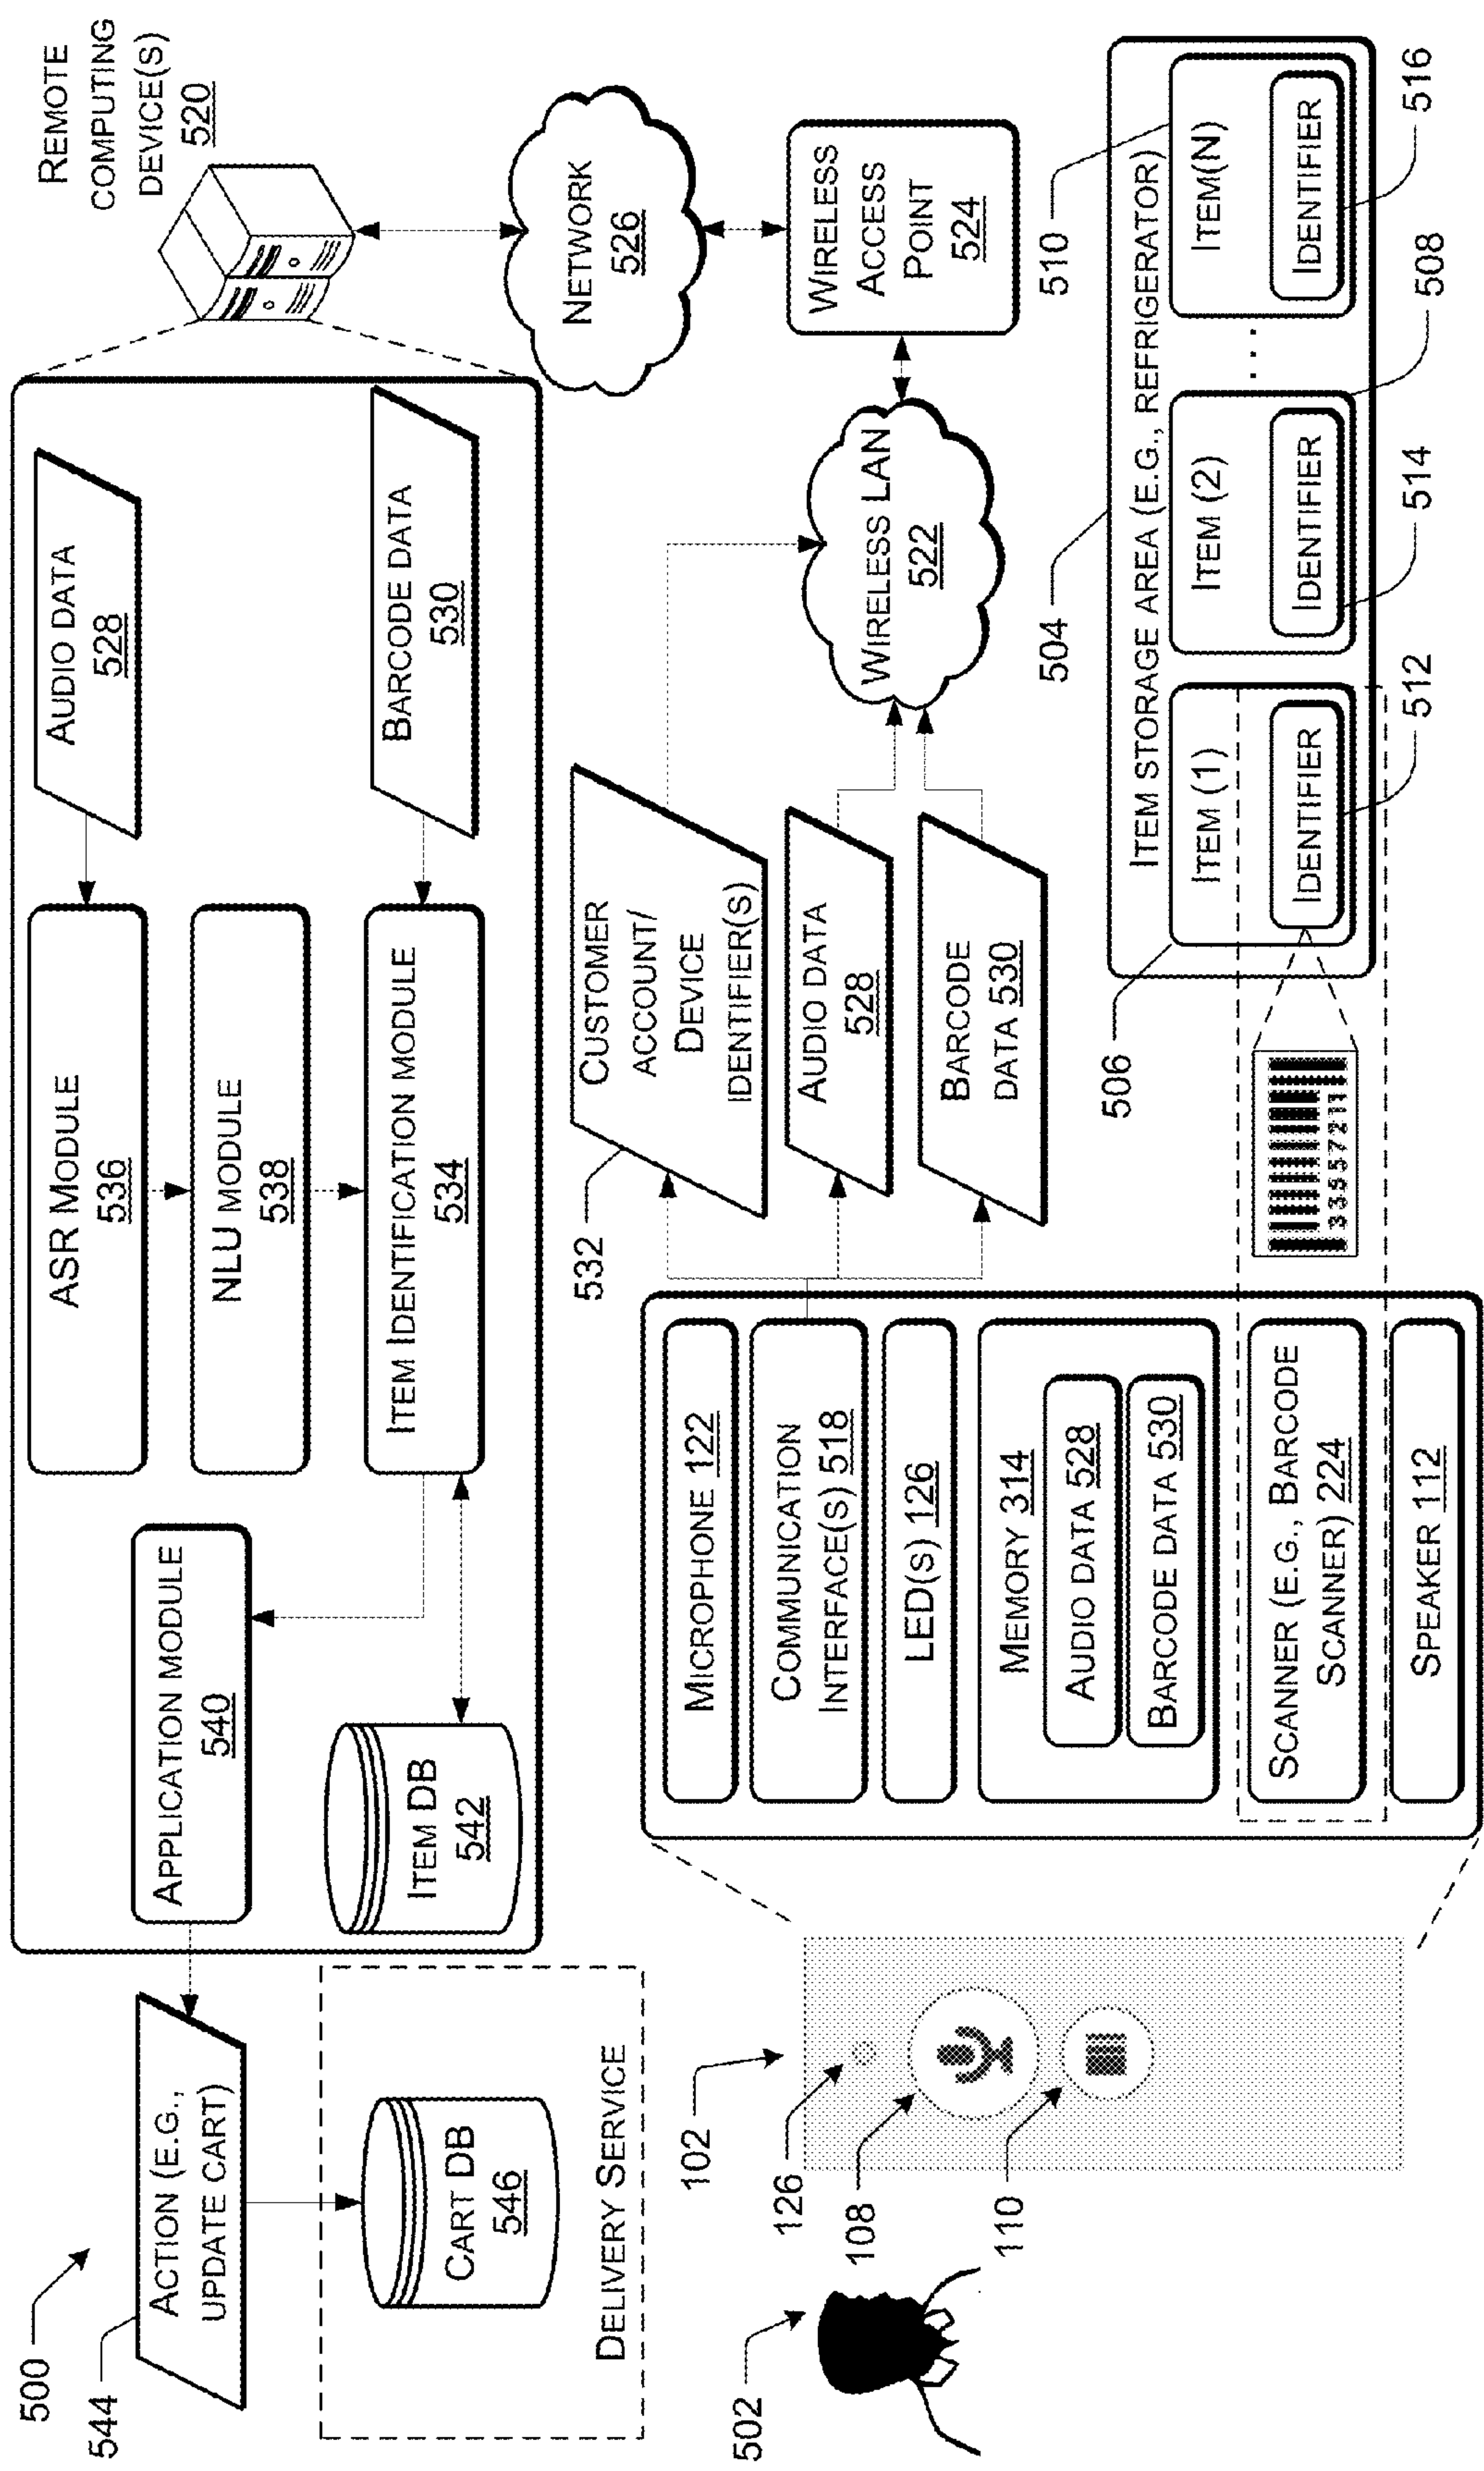 500
544
ACTION (E.G.,
UPDATE CART)
CART DB
546
DELIVERY SERVICE
APPLICATION MODULE
540
ITEM DB
542
ASR MODULE
536
NLU MODULE
538
ITEM IDENTIFICATION MODULE
534
AUDIO DATA
528
BARCODE DATA
530
REMOTE
COMPUTING
DEVICE(S)
520
NETWORK
526
WIRELESS
ACCESS
POINT
524
WIRELESS LAN
522
532
CUSTOMER
ACCOUNT/
DEVICE
IDENTIFIER(S)
AUDIO DATA
528
BARCODE
DATA 530
502
102
126
108
110
MICROPHONE 122
COMMUNICATION
INTERFACE(S) 518
LED(S) 126
MEMORY 314
AUDIO DATA 528
BARCODE DATA 530
SCANNER (E.G., BARCODE
SCANNER) 224
SPEAKER 112
33557211
504
510
506
ITEM STORAGE AREA (E.G., REFRIGERATOR)
ITEM (1)
IDENTIFIER
ITEM (2)
IDENTIFIER
. . .
ITEM(N)
IDENTIFIER
512
514
508
516